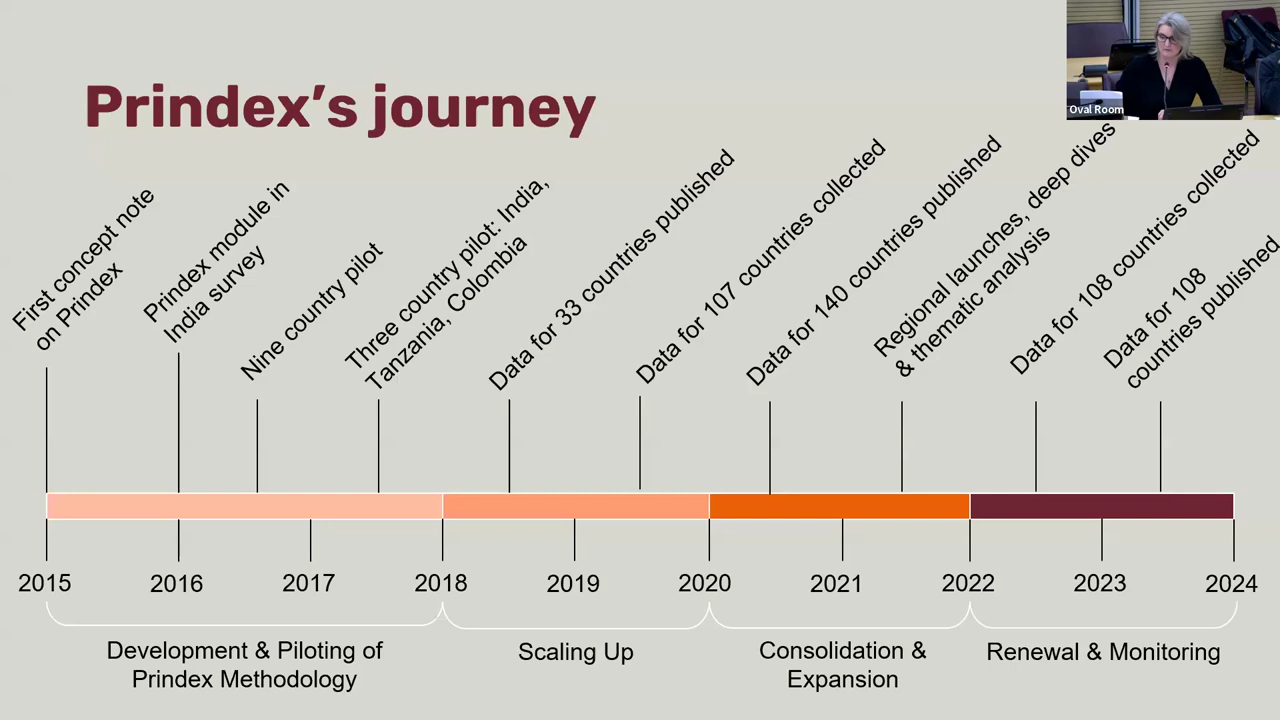 Prindex’s journey
Oval Room
First concept note
on Prindex
Prindex module in
India survey
Nine country pilot
Three country pilot: India,
Tanzania, Colombia
Data for 33 countries published
Data for 107 countries collected
Data for 140 countries published
Regional launches, deep dives
& thematic analysis
Data for 108 countries collected
Data for 108
countries published
2015
2016
2017
2018
2019
2020
2021
2022
2023
2024
Development & Piloting of
Prindex Methodology
Scaling Up
Consolidation &
Expansion
Renewal & Monitoring